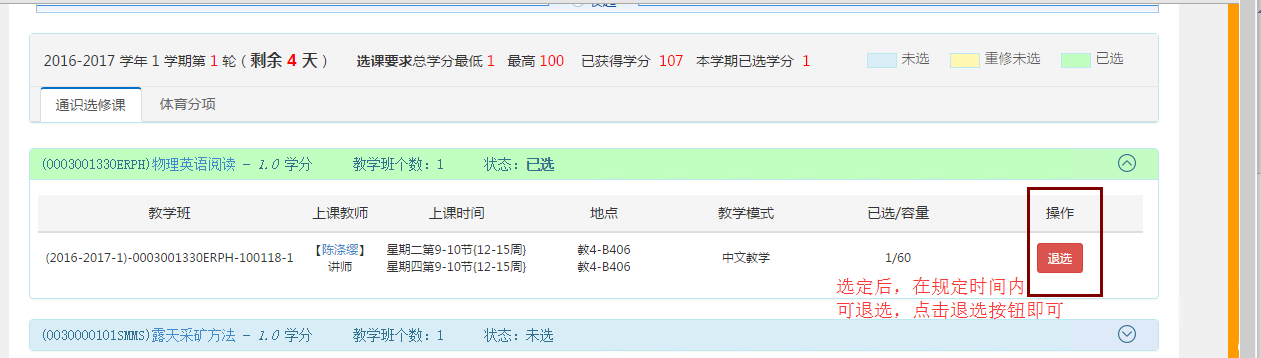 2016-2017 学年 1 学期第 1 轮（剩余 4 天） 选课要求总学分最低 1 最高 100 已获得学分 107 本学期已选学分 1 未选 重修未选 已选
通识选修课 体育分项
(0003001330ERPH)物理英语阅读 - 1.0 学分 教学班个数：1 状态：已选
教学班 上课教师 上课时间 地点 教学模式 已选/容量 操作
(2016-2017-1)-0003001330ERPH-100118-1 【陈涤缨】 星期二第9-10节{12-15周} 教4-B406 中文教学 1/60 退选
讲师 星期四第9-10节{12-15周} 教4-B406
选定后，在规定时间内
可退选，点击退选按钮即可
(0030000101SMMS)露天采矿方法 - 1.0 学分 教学班个数：1 状态：未选